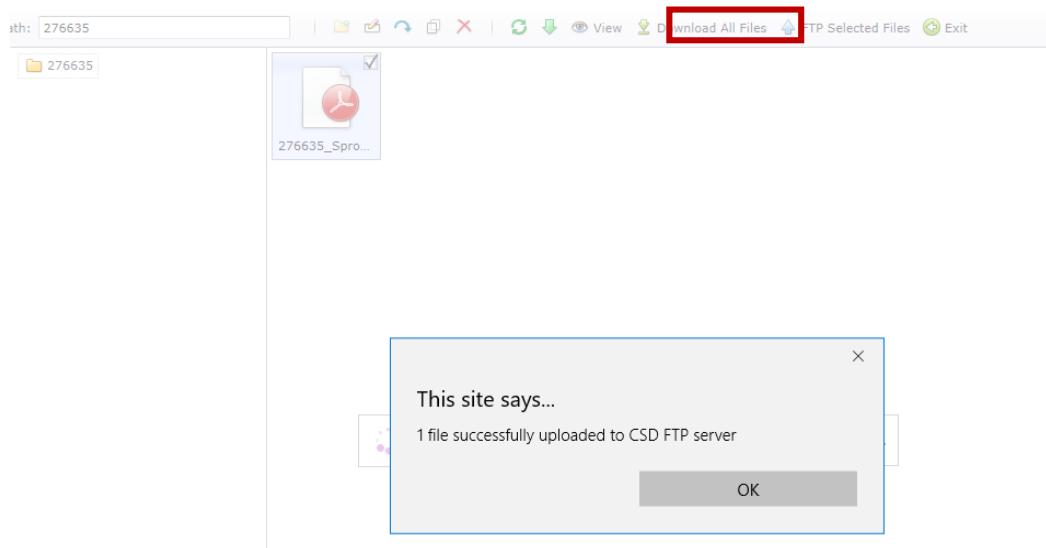 ath: 276635 View Download All Files FTP Selected Files Exit
276635
276635_Spro...
This site says...
1 file successfully uploaded to CSD FTP server
OK